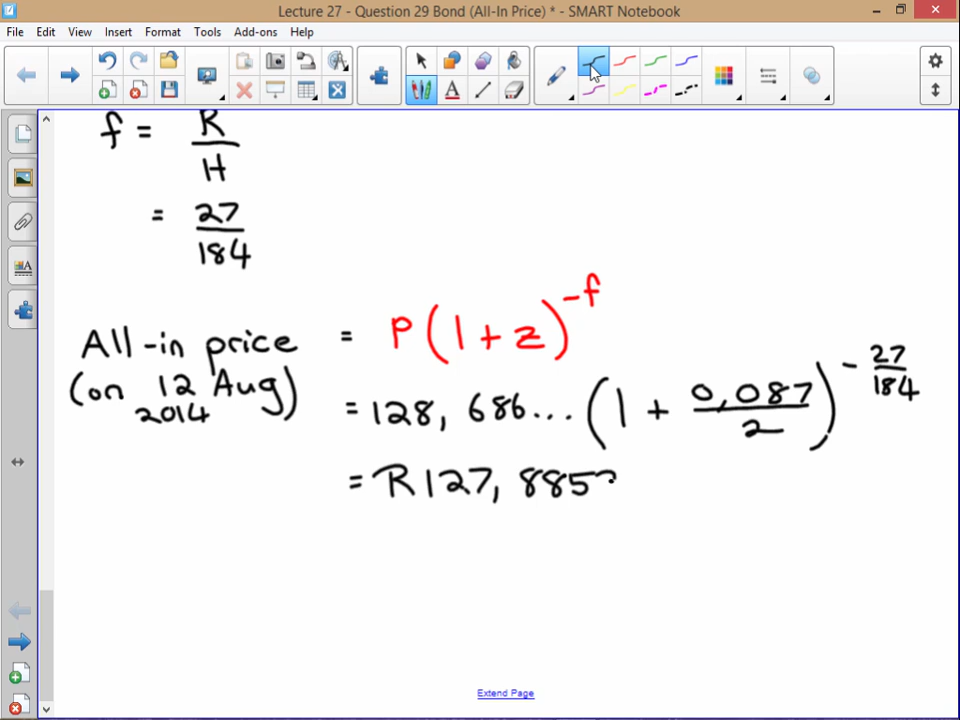 Lecture 27 - Question 29 Bond (All-In Price) * - SMART Notebook
File Edit View Insert Format Tools Add-ons Help
f = R
H
= 27
184
All-in price = P(1+z)^-f
(on 12 Aug) = 128, 686... (1 + 0,087
2)^-27
184
2014
= R127, 885
Extend Page